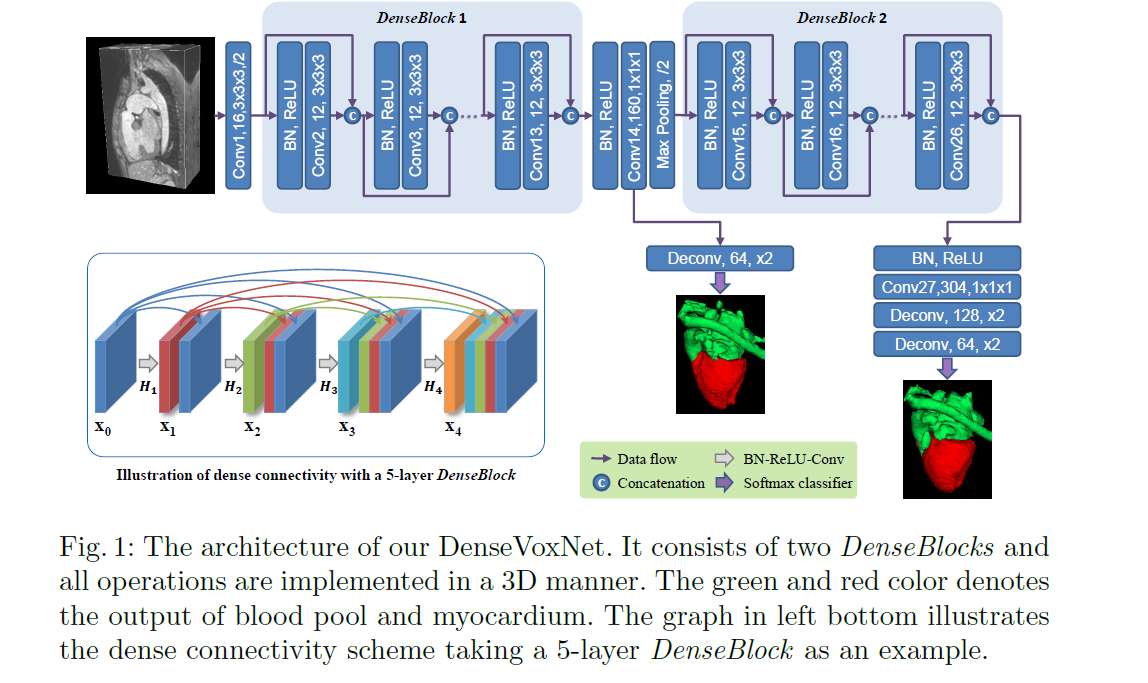 DenseBlock 1
DenseBlock 2
Conv1,16,3x3x3,/2
BN, ReLU
Conv2, 12, 3x3x3
C
BN, ReLU
Conv3, 12, 3x3x3
C
BN, ReLU
Conv13, 12, 3x3x3
C
BN, ReLU
Conv14,160,1x1x1
Max Pooling, /2
BN, ReLU
Conv15, 12, 3x3x3
C
BN, ReLU
Conv16, 12, 3x3x3
C
BN, ReLU
Conv26, 12, 3x3x3
C
Deconv, 64, x2
BN, ReLU
Conv27,304,1x1x1
Deconv, 128, x2
Deconv, 64, x2
H1
H2
H3
H4
x0
x1
x2
x3
x4
Illustration of dense connectivity with a 5-layer DenseBlock
Data flow
BN-ReLU-Conv
C Concatenation
Softmax classifier
Fig. 1: The architecture of our DenseVoxNet. It consists of two DenseBlocks and
all operations are implemented in a 3D manner. The green and red color denotes
the output of blood pool and myocardium. The graph in left bottom illustrates
the dense connectivity scheme taking a 5-layer DenseBlock as an example.